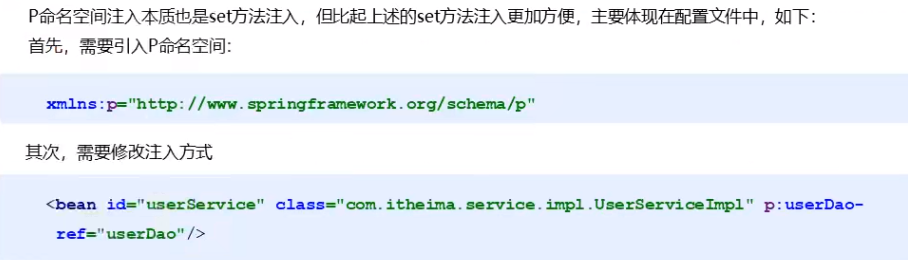 P命名空间注入本质也是set方法注入，但比起上述的set方法注入更加方便，主要体现在配置文件中，如下：
首先，需要引入P命名空间：
xmlns:p="http://www.springframework.org/schema/p"
其次，需要修改注入方式
<bean id="userService" class="com.itheima.service.impl.UserServiceImpl" p:userDao-
ref="userDao"/>